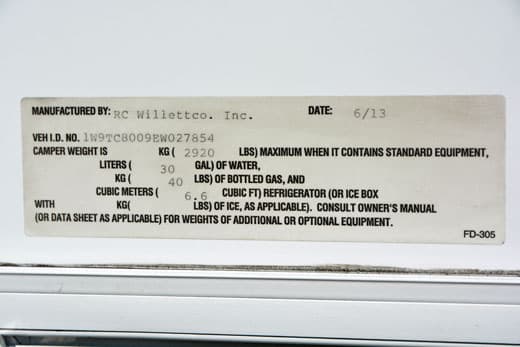 MANUFACTURED BY: RC Willettco. Inc. DATE: 6/13
VEH I.D. NO. 1W9TC8009EW027854
CAMPER WEIGHT IS KG ( 2920 LBS) MAXIMUM WHEN IT CONTAINS STANDARD EQUIPMENT,
LITERS ( 30 GAL) OF WATER,
KG ( 40 LBS) OF BOTTLED GAS, AND
CUBIC METERS ( 6.6 CUBIC FT) REFRIGERATOR (OR ICE BOX
WITH KG( LBS) OF ICE, AS APPLICABLE). CONSULT OWNER'S MANUAL
(OR DATA SHEET AS APPLICABLE) FOR WEIGHTS OF ADDITIONAL OR OPTIONAL EQUIPMENT.
FD-305